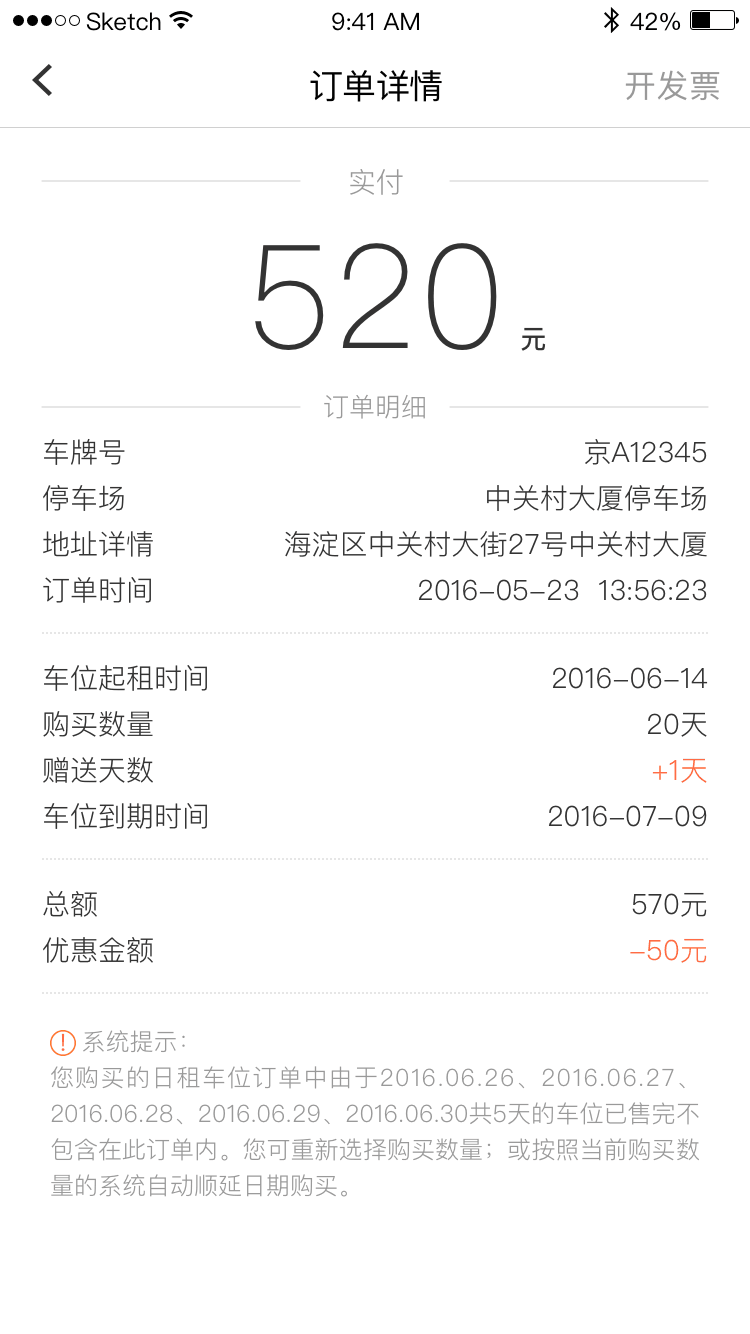 Sketch 9:41 AM 42%
订单详情 开发票
实付
520 元
订单明细
车牌号 京A12345
停车场 中关村大厦停车场
地址详情 海淀区中关村大街27号中关村大厦
订单时间 2016-05-23 13:56:23
车位起租时间 2016-06-14
购买数量 20天
赠送天数 +1天
车位到期时间 2016-07-09
总额 570元
优惠金额 -50元
系统提示:
您购买的日租车位订单中由于2016.06.26、2016.06.27、
2016.06.28、2016.06.29、2016.06.30共5天的车位已售完不
包含在此订单内。您可重新选择购买数量；或按照当前购买数
量的系统自动顺延日期购买。